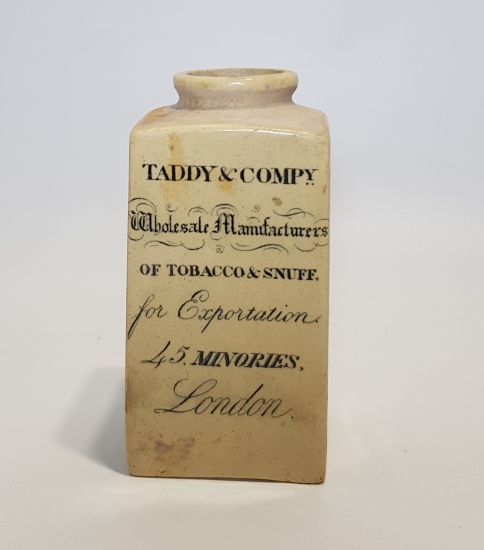 TADDY & COMPY.
Wholesale Manufacturers
OF TOBACCO & SNUFF,
for Exportation.
45. MINORIES,
London.